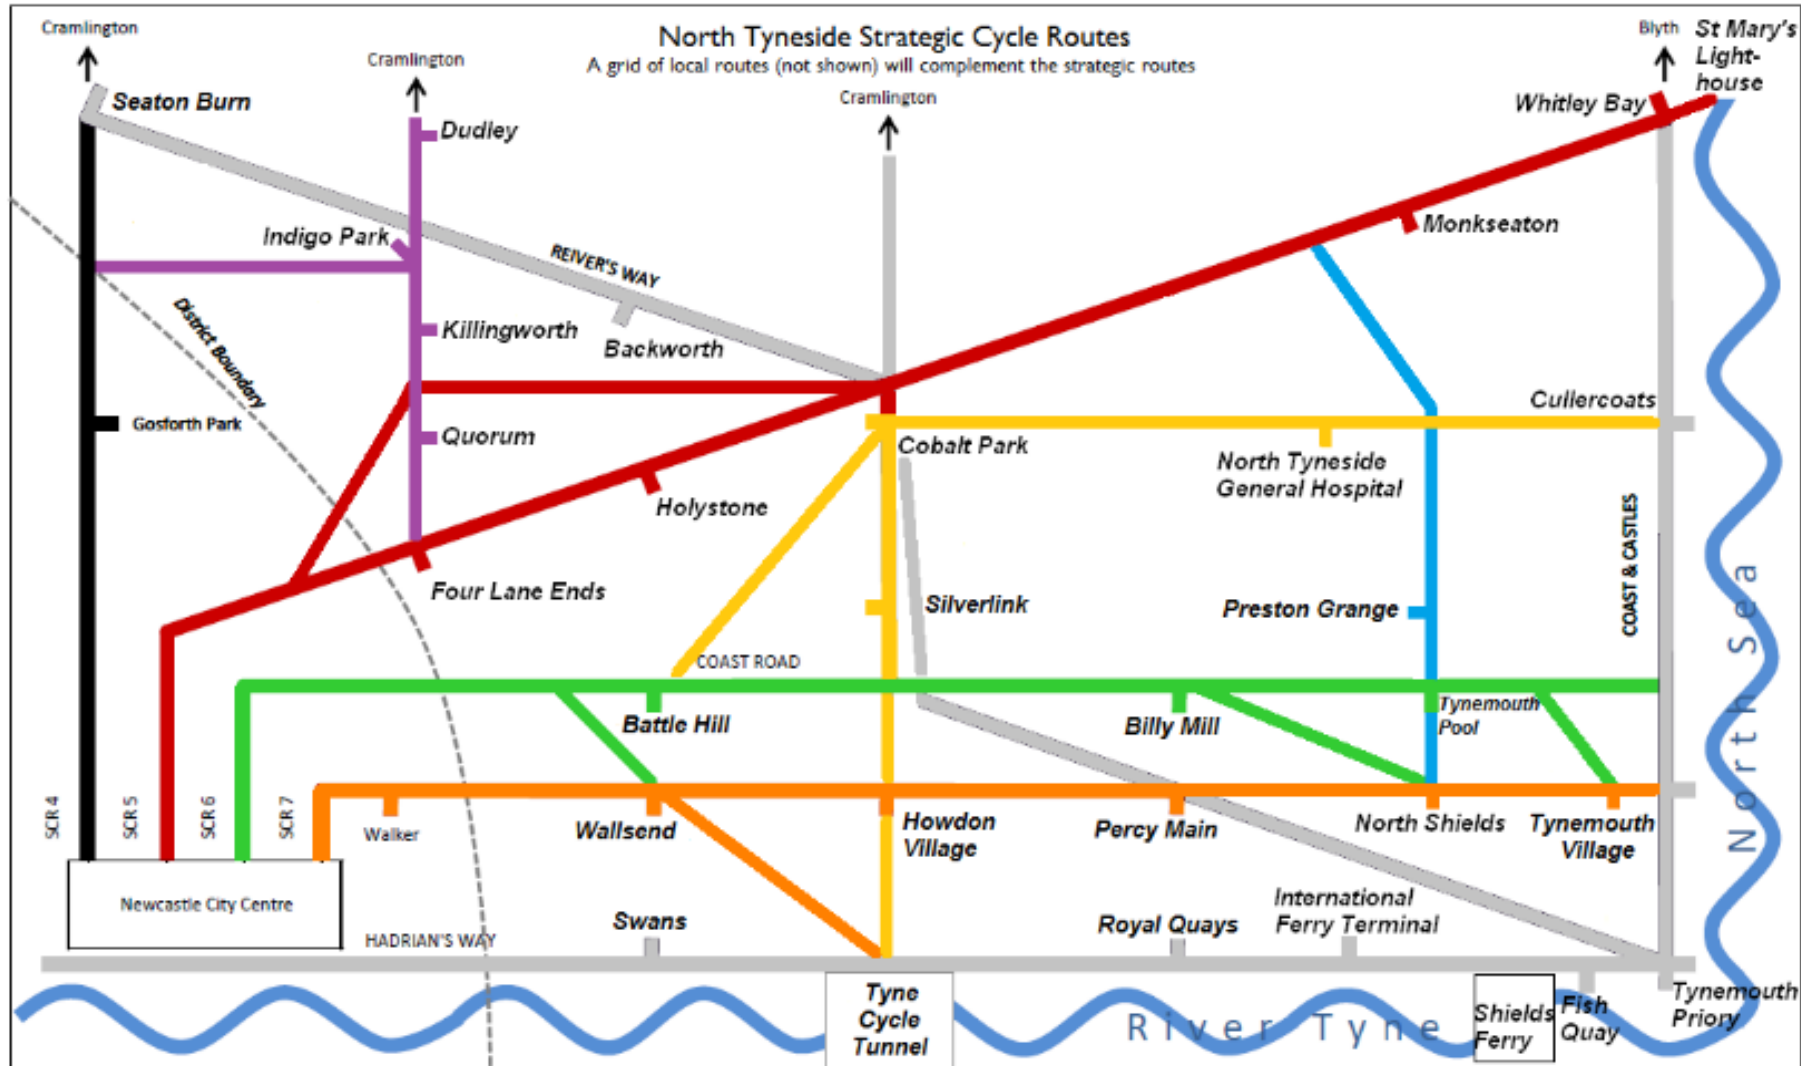 North Tyneside Strategic Cycle Routes
A grid of local routes (not shown) will complement the strategic routes
Cramlington
Cramlington
Cramlington
Blyth
St Mary's
Light-
house
Seaton Burn
Dudley
Whitley Bay
Indigo Park
REIVER'S WAY
Monkseaton
District Boundary
Killingworth
Backworth
Gosforth Park
Quorum
Cobalt Park
Cullercoats
North Tyneside
General Hospital
Holystone
Four Lane Ends
Silverlink
Preston Grange
COAST & CASTLES
North Sea
COAST ROAD
Battle Hill
Billy Mill
Tynemouth
Pool
SCR 4
SCR 5
SCR 6
SCR 7
Walker
Wallsend
Howdon
Village
Percy Main
North Shields
Tynemouth
Village
Newcastle City Centre
HADRIAN'S WAY
Swans
Royal Quays
International
Ferry Terminal
Tyne
Cycle
Tunnel
River Tyne
Shields
Ferry
Fish
Quay
Tynemouth
Priory